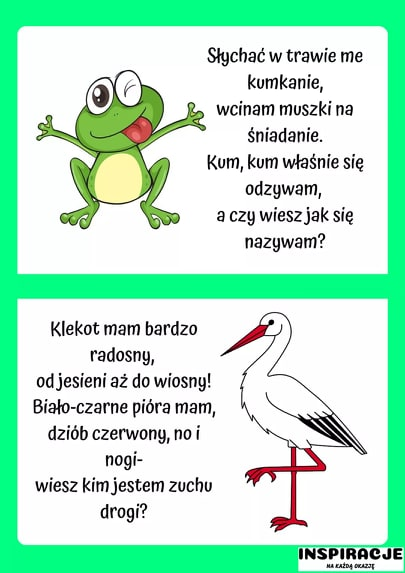 Słychać w trawie me
kumkanie,
wcinam muszki na
śniadanie.
Kum, kum właśnie się
odzywam,
a czy wiesz jak się
nazywam?
Klekot mam bardzo
radosny,
od jesieni aż do wiosny!
Biało-czarne pióra mam,
dziób czerwony, no i
nogi-
wiesz kim jestem zuchu
drogi?
INSPIRACJE
NA KAŻDĄ OKAZJĘ